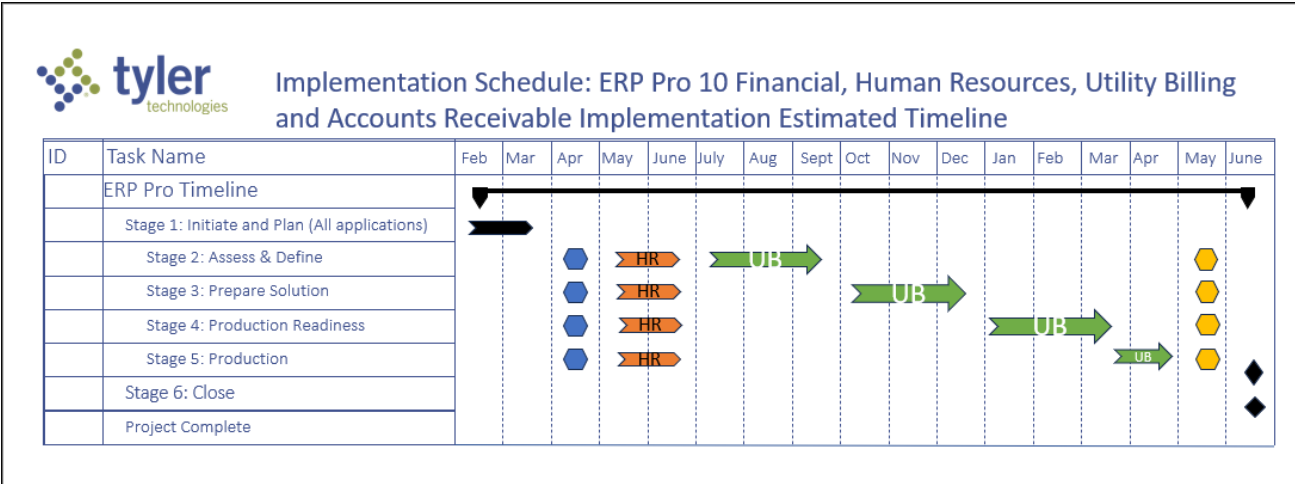 tyler
technologies
Implementation Schedule: ERP Pro 10 Financial, Human Resources, Utility Billing
and Accounts Receivable Implementation Estimated Timeline
ID Task Name Feb Mar Apr May June July Aug Sept Oct Nov Dec Jan Feb Mar Apr May June
ERP Pro Timeline
Stage 1: Initiate and Plan (All applications)
Stage 2: Assess & Define HR UB
Stage 3: Prepare Solution HR UB
Stage 4: Production Readiness HR UB
Stage 5: Production HR UB
Stage 6: Close
Project Complete